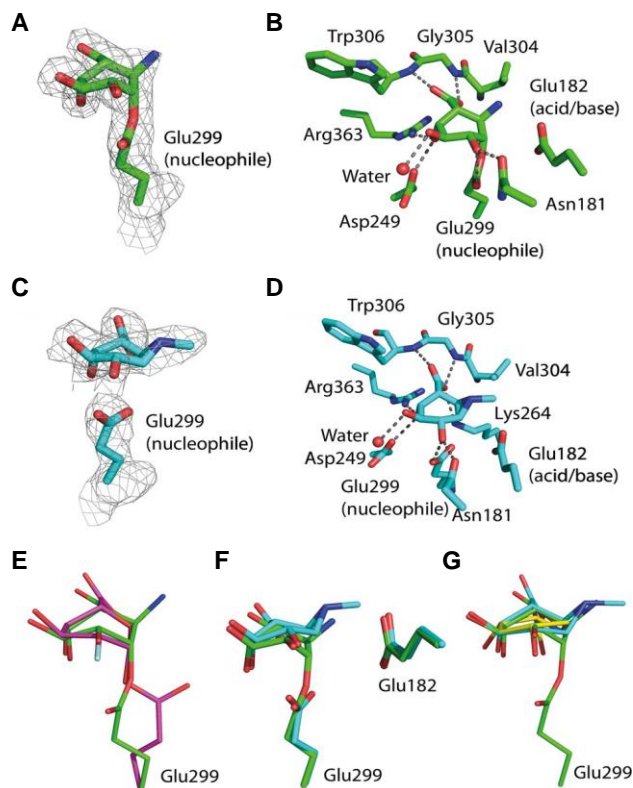 A
Glu299
(nucleophile)
B
Trp306
Gly305
Val304
Glu182
(acid/base)
Arg363
Water
Asp249
Glu299
(nucleophile)
Asn181
C
Glu299
(nucleophile)
D
Trp306
Gly305
Val304
Arg363
Lys264
Water
Asp249
Glu182
(acid/base)
Glu299
(nucleophile)
Asn181
E
Glu299
F
Glu182
Glu299
G
Glu299